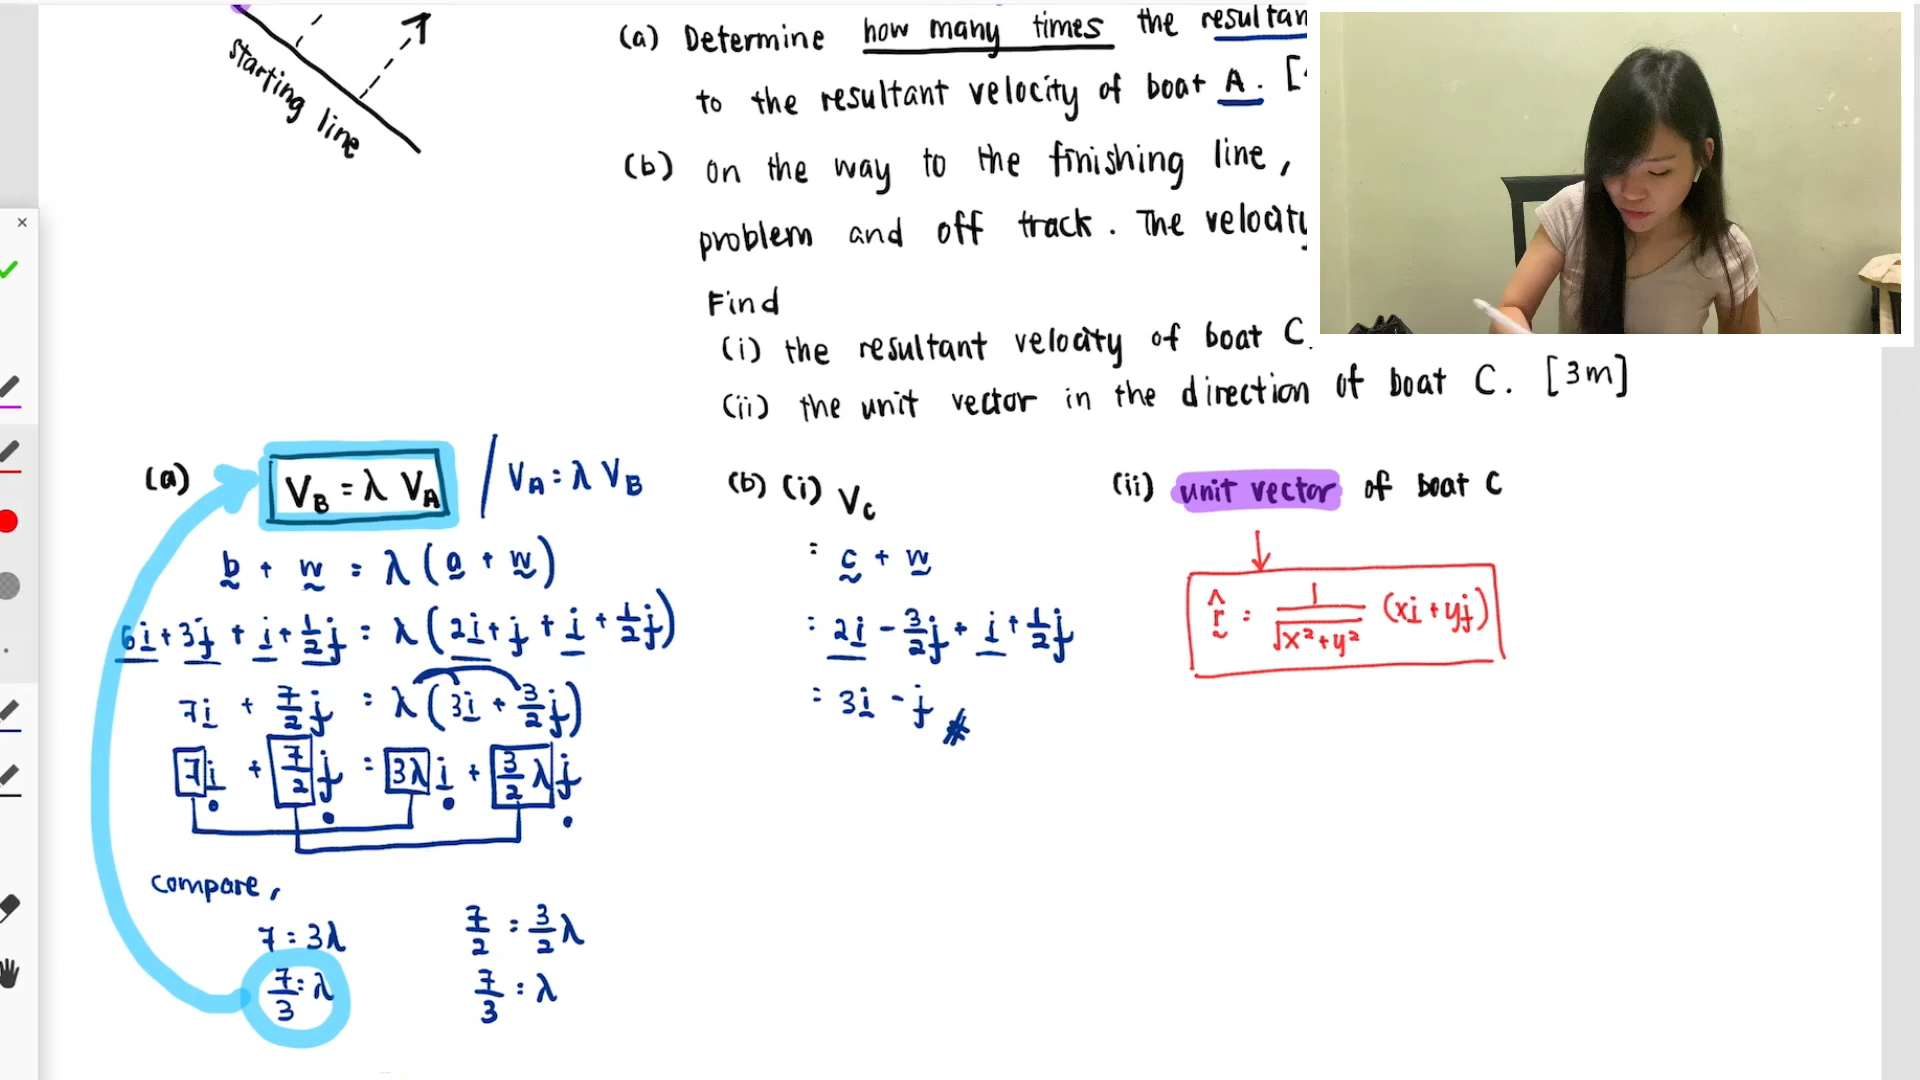 starting line
(a) Determine how many times the resultan
to the resultant velocity of boat A. [
(b) on the way to the finishing line,
problem and off track. The velocity
Find
(i) the resultant velocity of boat C.
(ii) the unit vector in the direction of boat C. [3m]
(a) V_B = λ V_A / V_A = λ V_B
b + w = λ (a + w)
6i + 3j + i + 1/2 j = λ (2i + j + i + 1/2 j)
7i + 7/2 j = λ (3i + 3/2 j)
7i + 7/2 j = 3λ i + 3/2 λ j
compare,
7 = 3λ
7/3 = λ
7/2 = 3/2 λ
7/3 = λ
(b) (i) V_C
= c + w
= 2i - 3/2 j + i + 1/2 j
= 3i - j #
(ii) unit vector of boat C
r̂ = 1/√(x²+y²) (xi + yj)